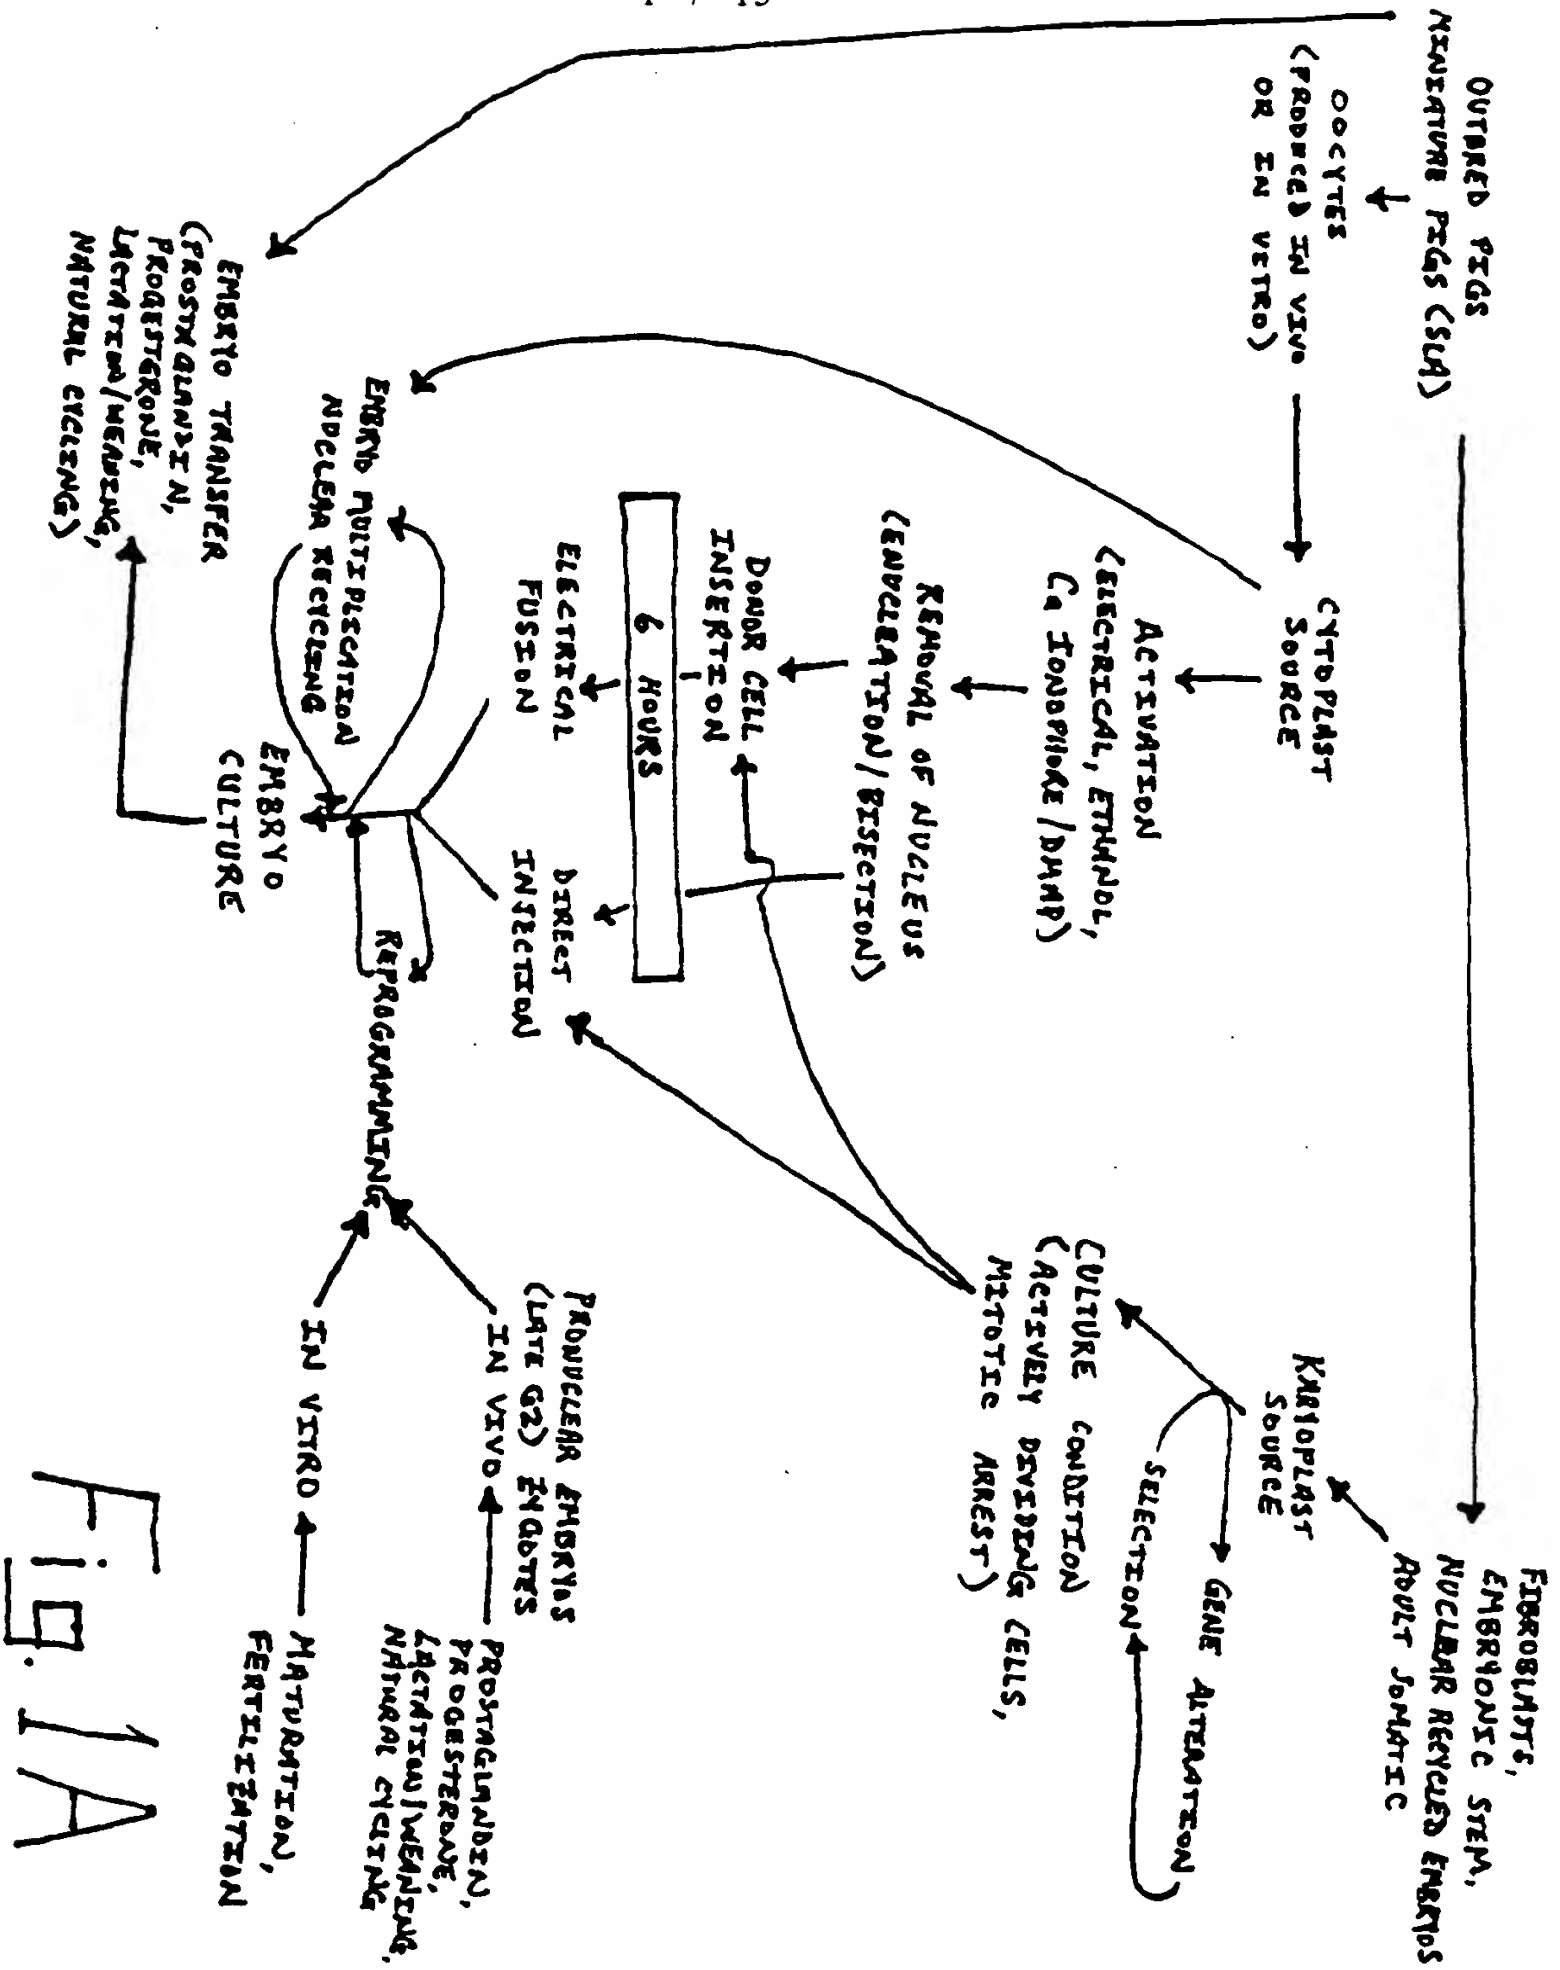 OUTBRED PIGS
MINIATURE PIGS (SLA)
OOCYTES
(PRODUCED IN VIVO
OR IN VITRO)
CYTOPLAST
SOURCE
ACTIVATION
(ELECTRICAL, ETHANOL,
Ca IONOPHORE/DMAP)
REMOVAL OF NUCLEUS
(ENUCLEATION/BISECTION)
DONOR CELL
INSERTION
6 HOURS
ELECTRICAL
FUSION
DIRECT
INJECTION
EMBRYO MULTIPLICATION
NUCLEAR RECYCLING
EMBRYO
CULTURE
EMBRYO TRANSFER
(PROSTAGLANDIN,
PROGESTERONE,
LACTATION/WEANING,
NATURAL CYCLING)
FIBROBLASTS,
EMBRYONIC STEM,
NUCLEAR RECYCLED EMBRYOS
ADULT SOMATIC
KARYOPLAST
SOURCE
GENE ALTERATION
SELECTION
CULTURE CONDITION
(ACTIVELY DIVIDING CELLS,
MITOTIC ARREST)
REPROGRAMMING
PRONUCLEAR EMBRYOS
(LATE G2) ZYGOTES
IN VIVO
PROSTAGLANDIN,
PROGESTERONE,
LACTATION/WEANING,
NATURAL CYCLING
IN VITRO
MATURATION,
FERTILIZATION
Fig. 1A